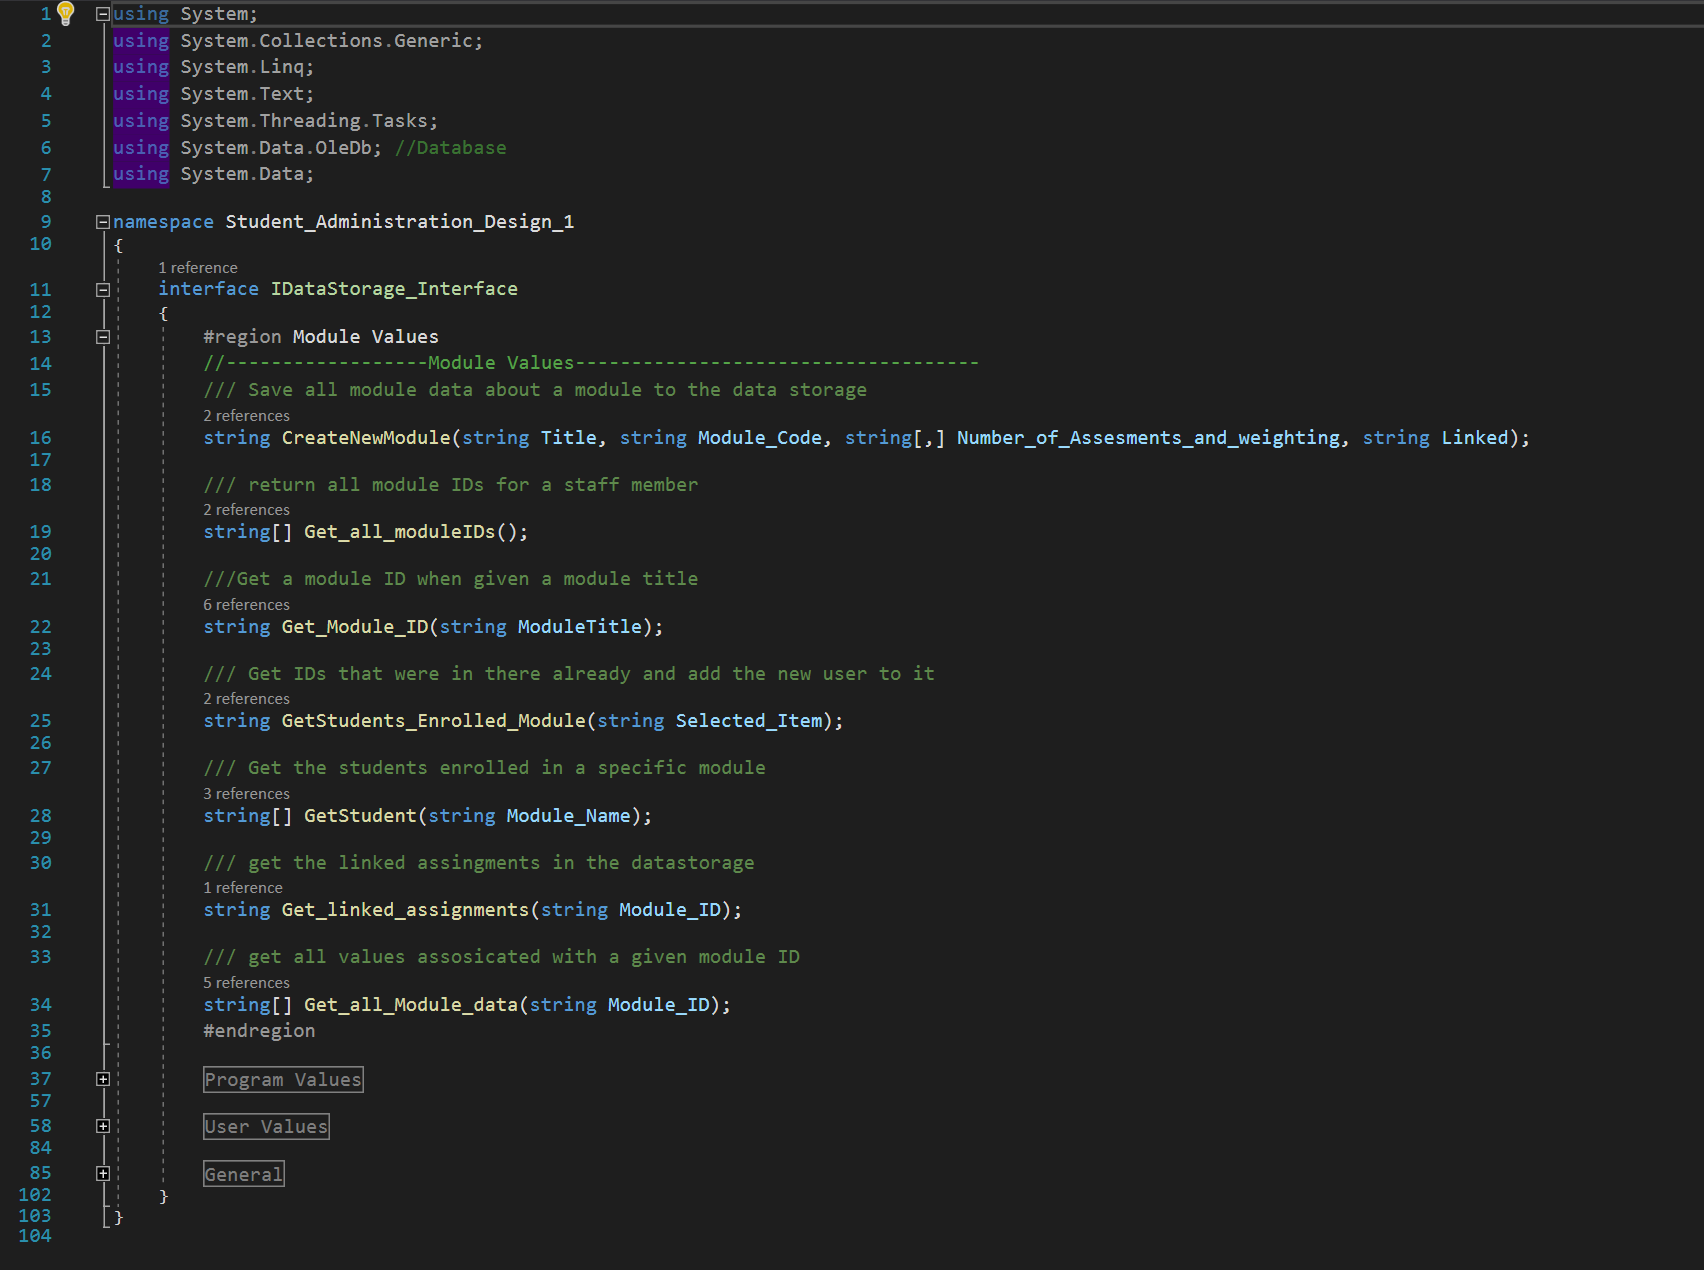 1 using System;
2 using System.Collections.Generic;
3 using System.Linq;
4 using System.Text;
5 using System.Threading.Tasks;
6 using System.Data.OleDb; //Database
7 using System.Data;
8
9 namespace Student_Administration_Design_1
10 {
1 reference
11 interface IDataStorage_Interface
12 {
13 #region Module Values
14 //------------------Module Values------------------------------------
15 /// Save all module data about a module to the data storage
2 references
16 string CreateNewModule(string Title, string Module_Code, string[,] Number_of_Assesments_and_weighting, string Linked);
17
18 /// return all module IDs for a staff member
2 references
19 string[] Get_all_moduleIDs();
20
21 ///Get a module ID when given a module title
6 references
22 string Get_Module_ID(string ModuleTitle);
23
24 /// Get IDs that were in there already and add the new user to it
2 references
25 string GetStudents_Enrolled_Module(string Selected_Item);
26
27 /// Get the students enrolled in a specific module
3 references
28 string[] GetStudent(string Module_Name);
29
30 /// get the linked assingments in the datastorage
1 reference
31 string Get_linked_assignments(string Module_ID);
32
33 /// get all values assosicated with a given module ID
5 references
34 string[] Get_all_Module_data(string Module_ID);
35 #endregion
36
37 Program Values
57
58 User Values
84
85 General
102 }
103 }
104